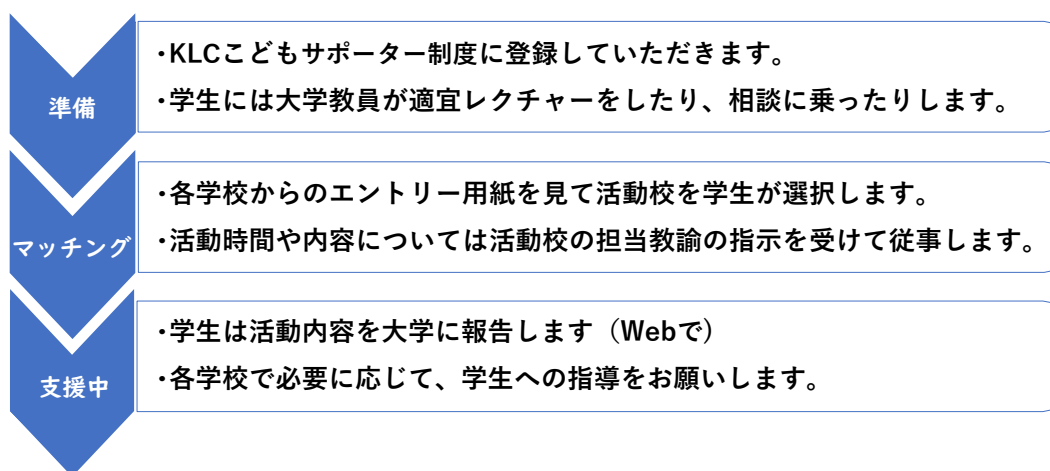 準備
・KLCこどもサポーター制度に登録していただきます。
・学生には大学教員が適宜レクチャーをしたり、相談に乗ったりします。
マッチング
・各学校からのエントリー用紙を見て活動校を学生が選択します。
・活動時間や内容については活動校の担当教諭の指示を受けて従事します。
支援中
・学生は活動内容を大学に報告します（Webで）
・各学校で必要に応じて、学生への指導をお願いします。